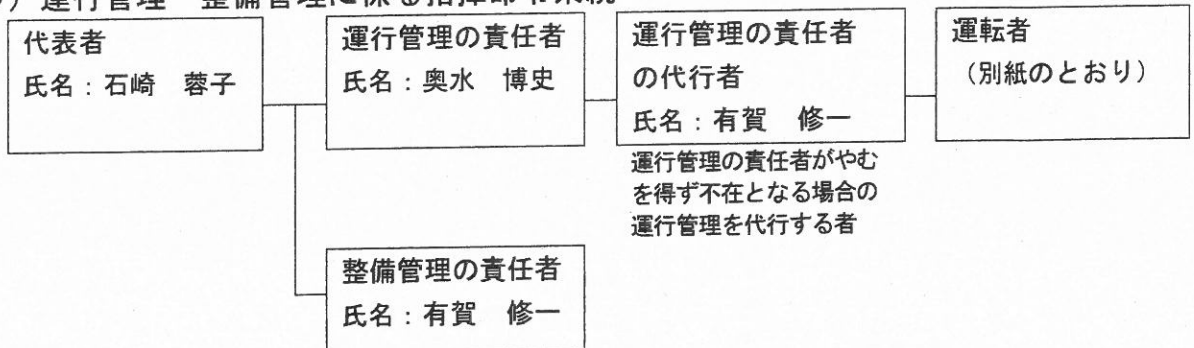 運行管理 整備管理に係る指揮命令系統
代表者
氏名：石崎　蓉子
運行管理の責任者
氏名：奥水　博史
運行管理の責任者
の代行者
氏名：有賀　修一
運転者
（別紙のとおり）
運行管理の責任者がやむ
を得ず不在となる場合の
運行管理を代行する者
整備管理の責任者
氏名：有賀　修一